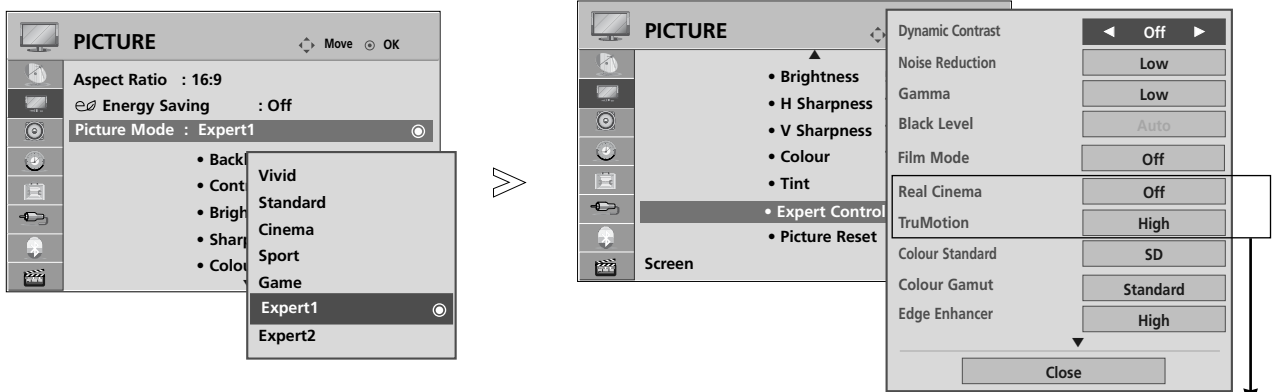 PICTURE
Move OK
Aspect Ratio : 16:9
Energy Saving : Off
Picture Mode : Expert1
• Back
• Cont
• Brigh
• Shar
• Colo
Vivid
Standard
Cinema
Sport
Game
Expert1
Expert2
PICTURE
• Brightness
• H Sharpness
• V Sharpness
• Colour
• Tint
• Expert Control
• Picture Reset
Screen
Dynamic Contrast Off
Noise Reduction Low
Gamma Low
Black Level Auto
Film Mode Off
Real Cinema Off
TruMotion High
Colour Standard SD
Colour Gamut Standard
Edge Enhancer High
Close